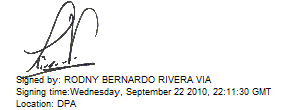 Signed by: RODNY BERNARDO RIVERA VIA
Signing time:Wednesday, September 22 2010, 22:11:30 GMT
Location: DPA